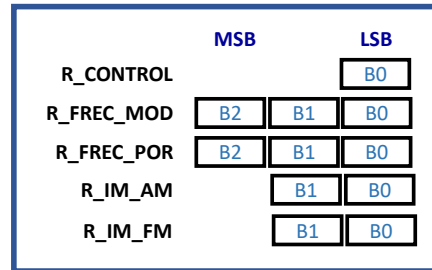 MSB LSB
R_CONTROL B0
R_FREC_MOD B2 B1 B0
R_FREC_POR B2 B1 B0
R_IM_AM B1 B0
R_IM_FM B1 B0